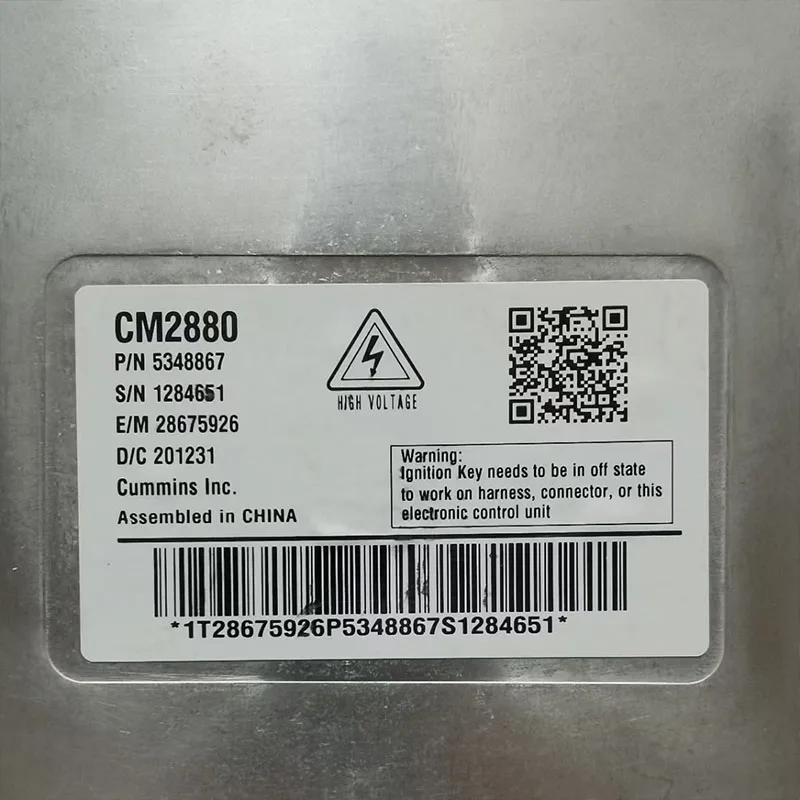 CM2880
P/N 5348867
S/N 1284651
E/M 28675926
D/C 201231
Cummins Inc.
Assembled in CHINA
HIGH VOLTAGE
Warning:
Ignition Key needs to be in off state
to work on harness, connector, or this
electronic control unit
*1T28675926P5348867S1284651*